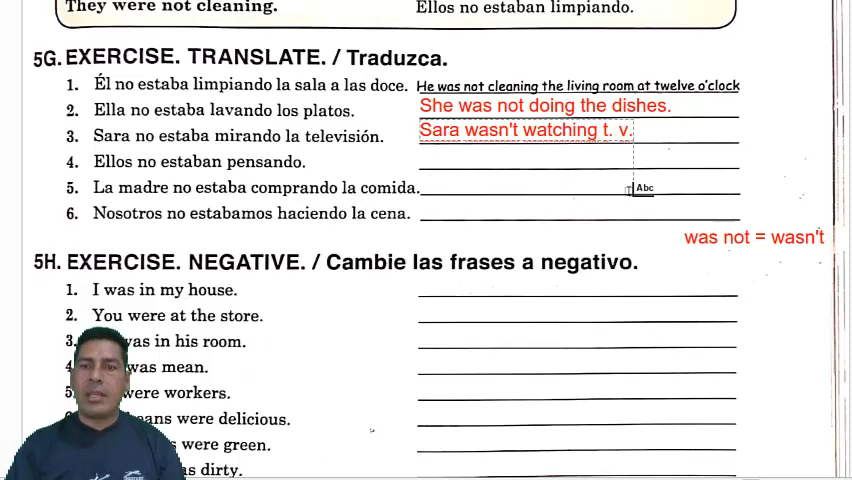 They were not cleaning. Ellos no estaban limpiando.
5G. EXERCISE. TRANSLATE. / Traduzca.
1. Él no estaba limpiando la sala a las doce. He was not cleaning the living room at twelve o'clock
2. Ella no estaba lavando los platos. She was not doing the dishes.
3. Sara no estaba mirando la televisión. Sara wasn't watching t. v.
4. Ellos no estaban pensando.
5. La madre no estaba comprando la comida. Abc
6. Nosotros no estabamos haciendo la cena.
was not = wasn't
5H. EXERCISE. NEGATIVE. / Cambie las frases a negativo.
1. I was in my house.
2. You were at the store.
3. was in his room.
4 was mean.
5 were workers.
were delicious.
were green.
dirty.